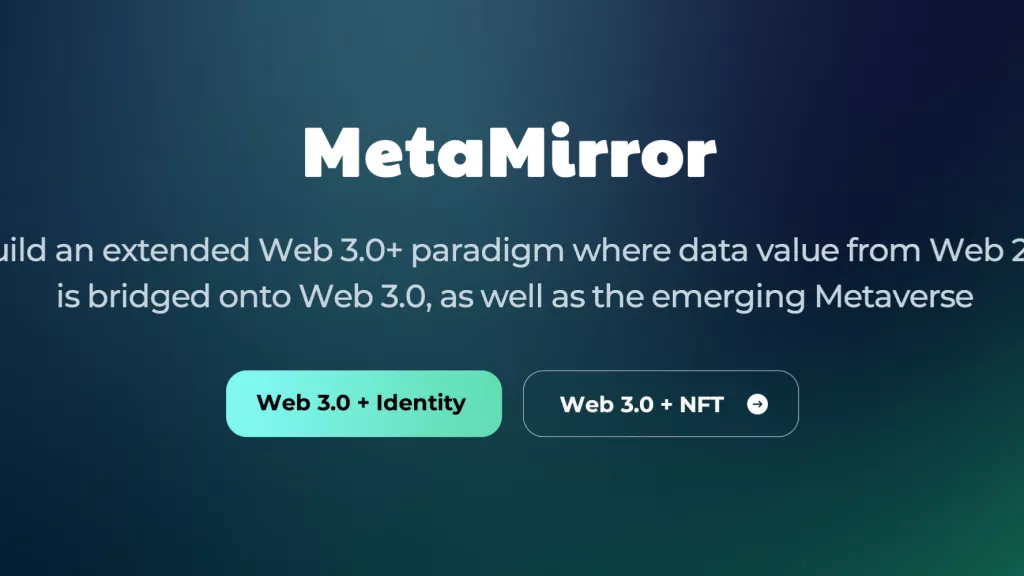 MetaMirror
uild an extended Web 3.0+ paradigm where data value from Web 2
is bridged onto Web 3.0, as well as the emerging Metaverse
Web 3.0 + Identity
Web 3.0 + NFT